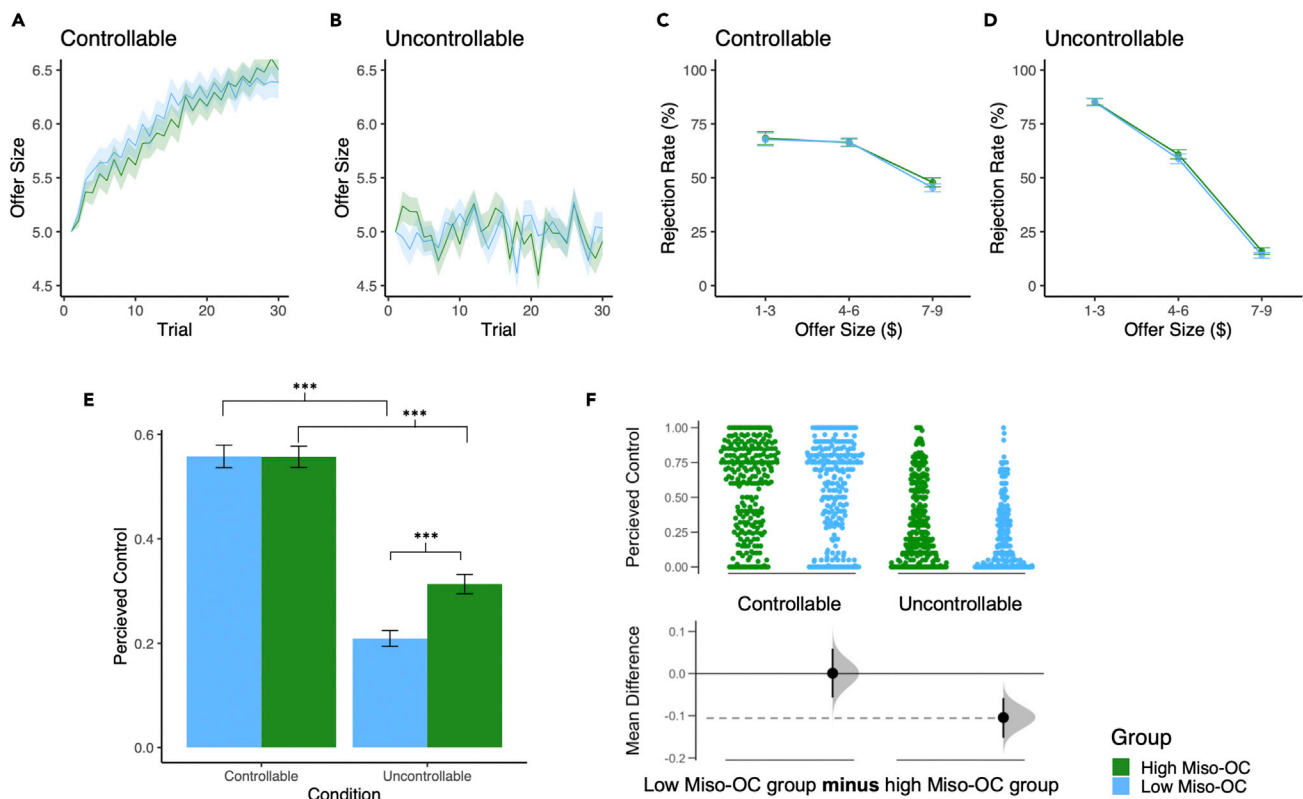 A
Controllable
Offer Size
6.5
6.0
5.5
5.0
4.5
0
10
20
30
Trial
B
Uncontrollable
Offer Size
6.5
6.0
5.5
5.0
4.5
0
10
20
30
Trial
C
Controllable
Rejection Rate (%)
100
75
50
25
0
1-3
4-6
7-9
Offer Size ($)
D
Uncontrollable
Rejection Rate (%)
100
75
50
25
0
1-3
4-6
7-9
Offer Size ($)
E
***
***
***
Percieved Control
0.6
0.4
0.2
0.0
Controllable
Uncontrollable
Condition
F
Percieved Control
1.00
0.75
0.50
0.25
0.00
Controllable
Uncontrollable
Mean Difference
0.1
0.0
-0.1
-0.2
Low Miso-OC group minus high Miso-OC group
Group
High Miso-OC
Low Miso-OC